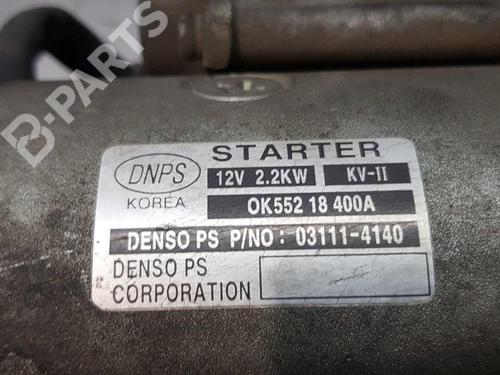 B-PARTS
DNPS
KOREA
STARTER
12V 2.2KW KV-II
OK552 18 400A
DENSO PS P/NO : 03111-4140
DENSO PS
CORPORATION